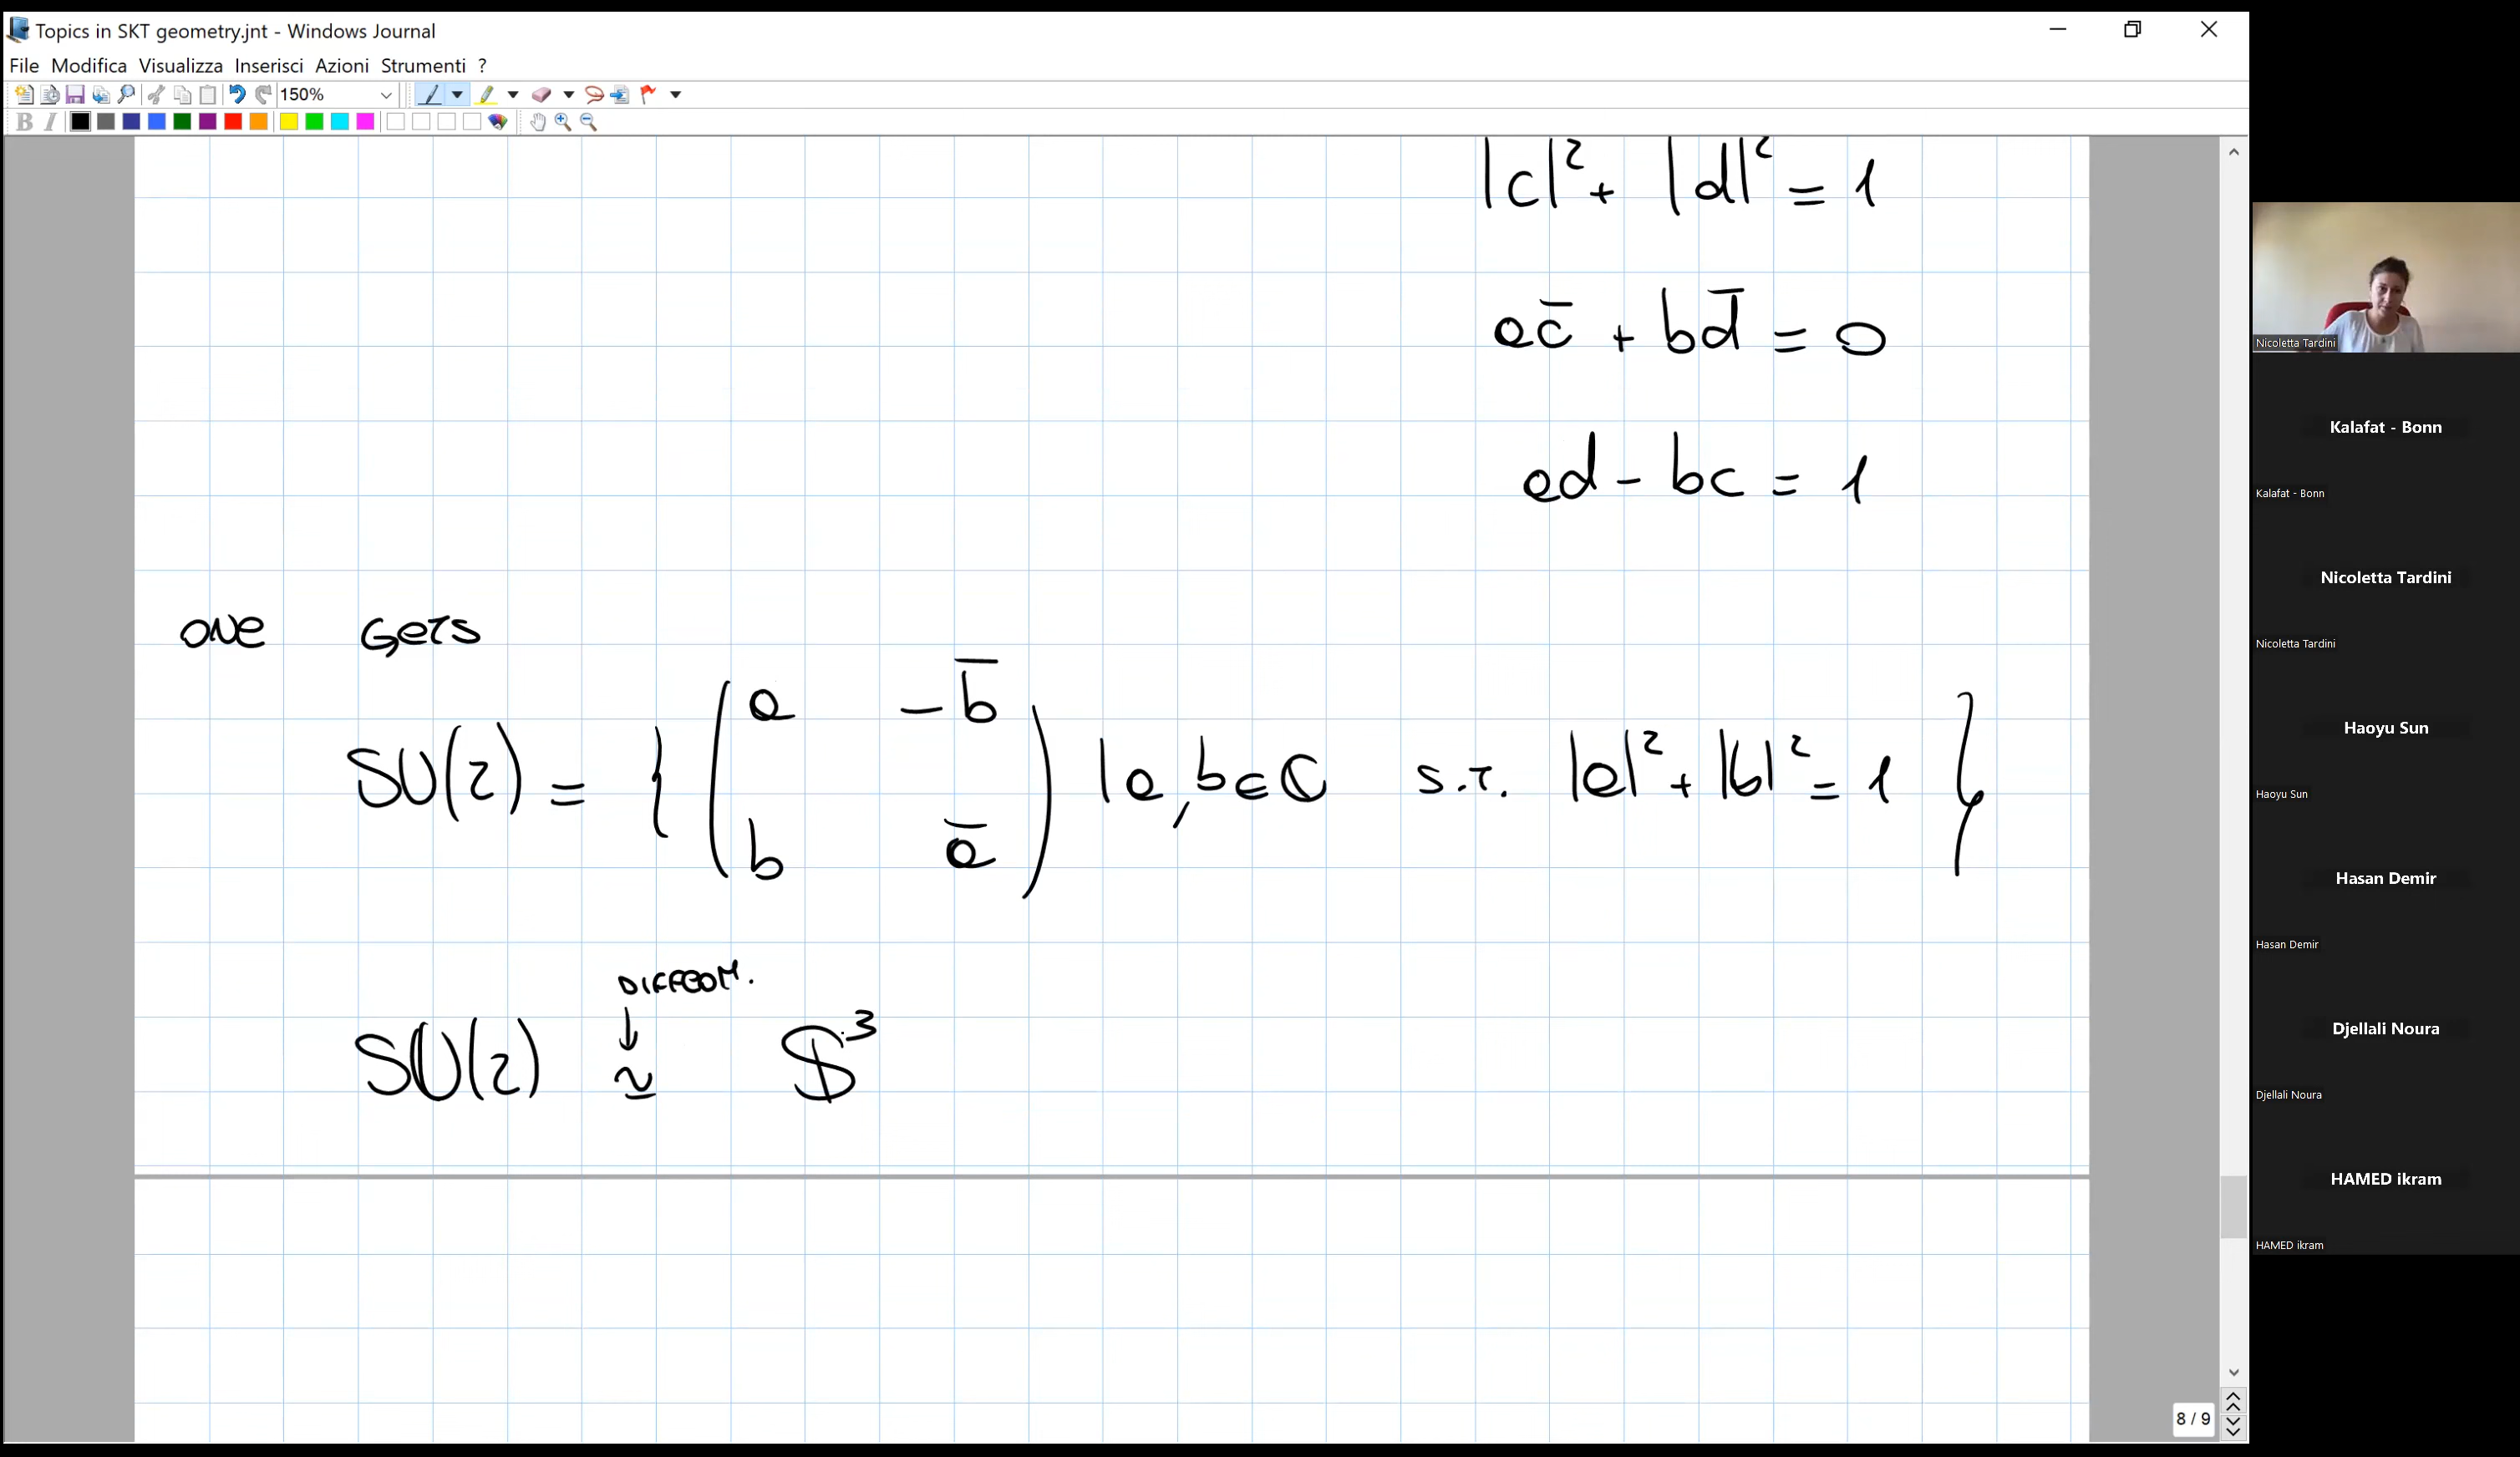 Topics in SKT geometry.jnt - Windows Journal
File Modifica Visualizza Inserisci Azioni Strumenti ?
150%
B I
|c|² + |d|² = 1
a c̅ + b d̅ = 0
ad - bc = 1
ONE GETS
SU(2) = { ( a -b̅
b a̅ ) | a, b ∈ ℂ s.t. |a|² + |b|² = 1 }
DIFFEOM.
↓
SU(2) ≃ $³
8 / 9
Nicoletta Tardini
Kalafat - Bonn
Kalafat - Bonn
Nicoletta Tardini
Nicoletta Tardini
Haoyu Sun
Haoyu Sun
Hasan Demir
Hasan Demir
Djellali Noura
Djellali Noura
HAMED ikram
HAMED ikram